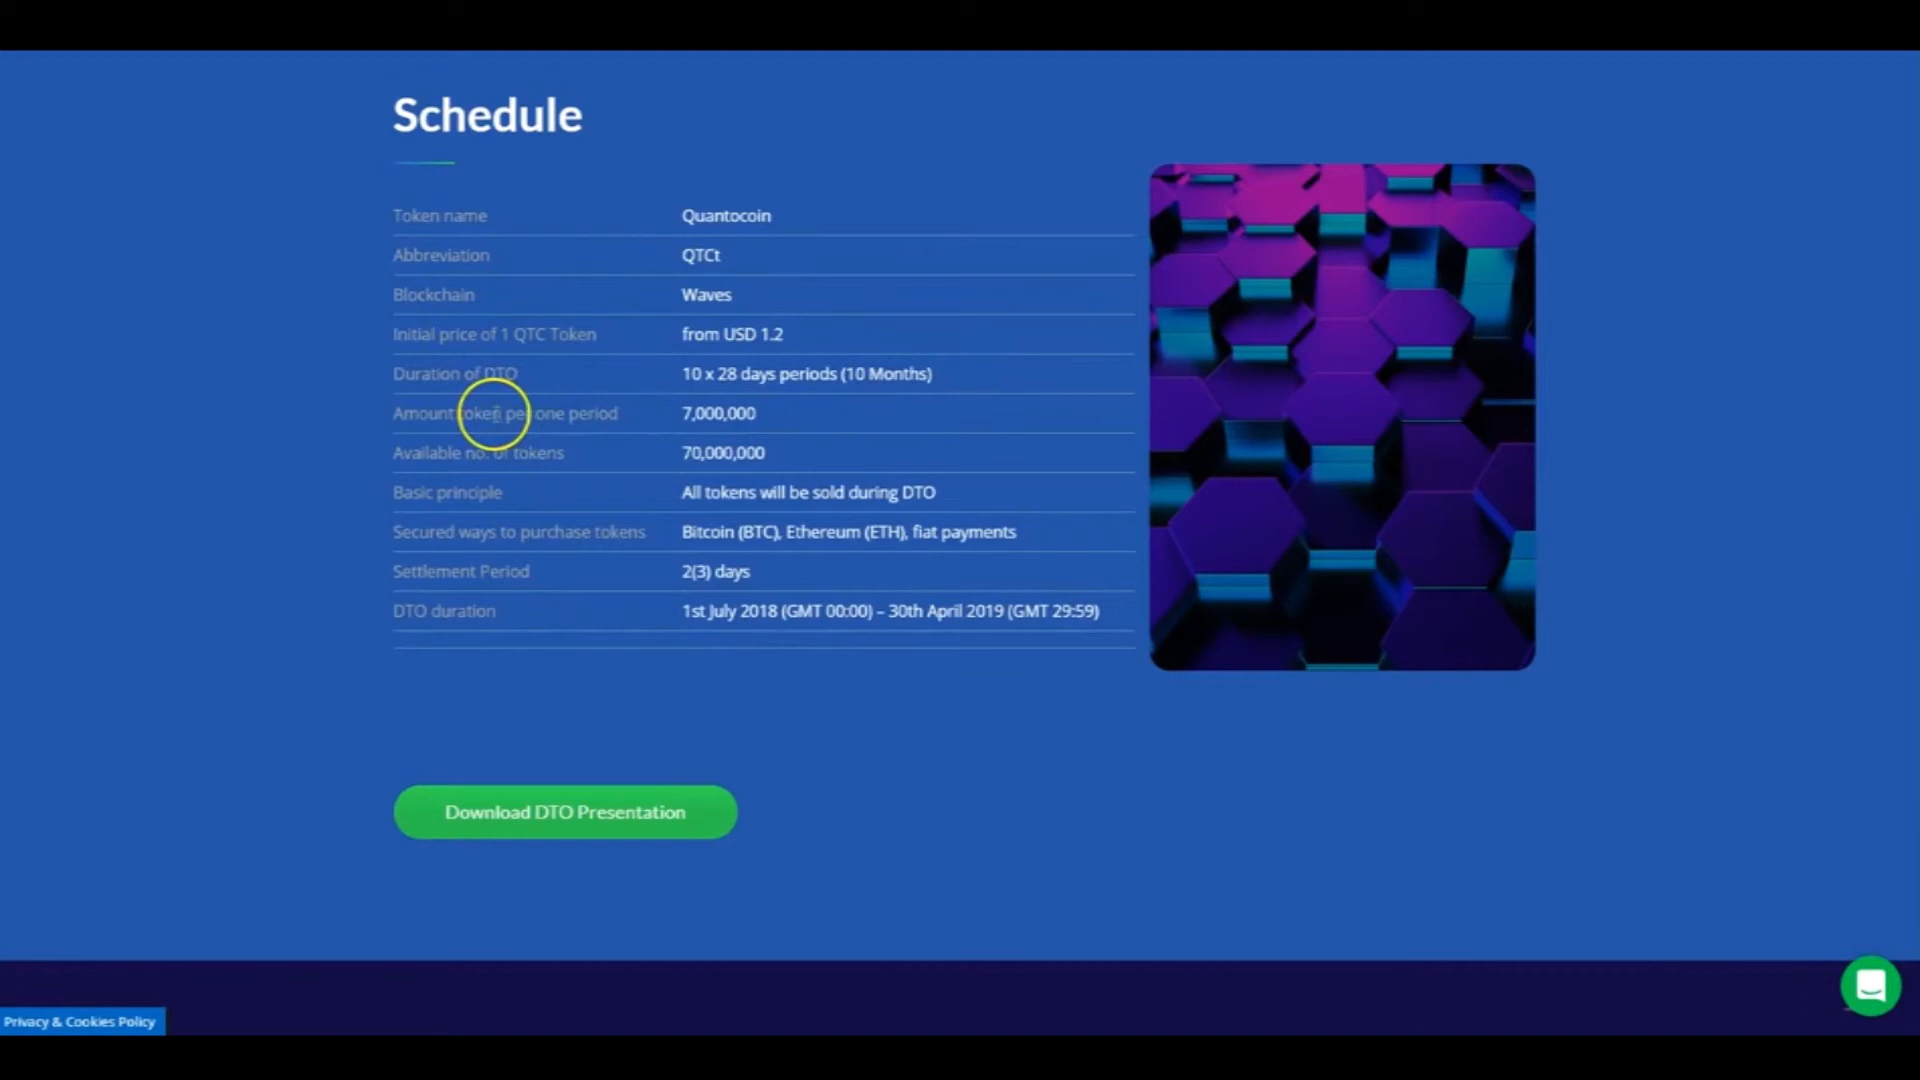 Schedule
Token name Quantocoin
Abbreviation QTCt
Blockchain Waves
Initial price of 1 QTC Token from USD 1.2
Duration of DTO 10 x 28 days periods (10 Months)
Amount token per one period 7,000,000
Available no. of tokens 70,000,000
Basic principle All tokens will be sold during DTO
Secured ways to purchase tokens Bitcoin (BTC), Ethereum (ETH), fiat payments
Settlement Period 2(3) days
DTO duration 1st July 2018 (GMT 00:00) – 30th April 2019 (GMT 29:59)
Download DTO Presentation
Privacy & Cookies Policy